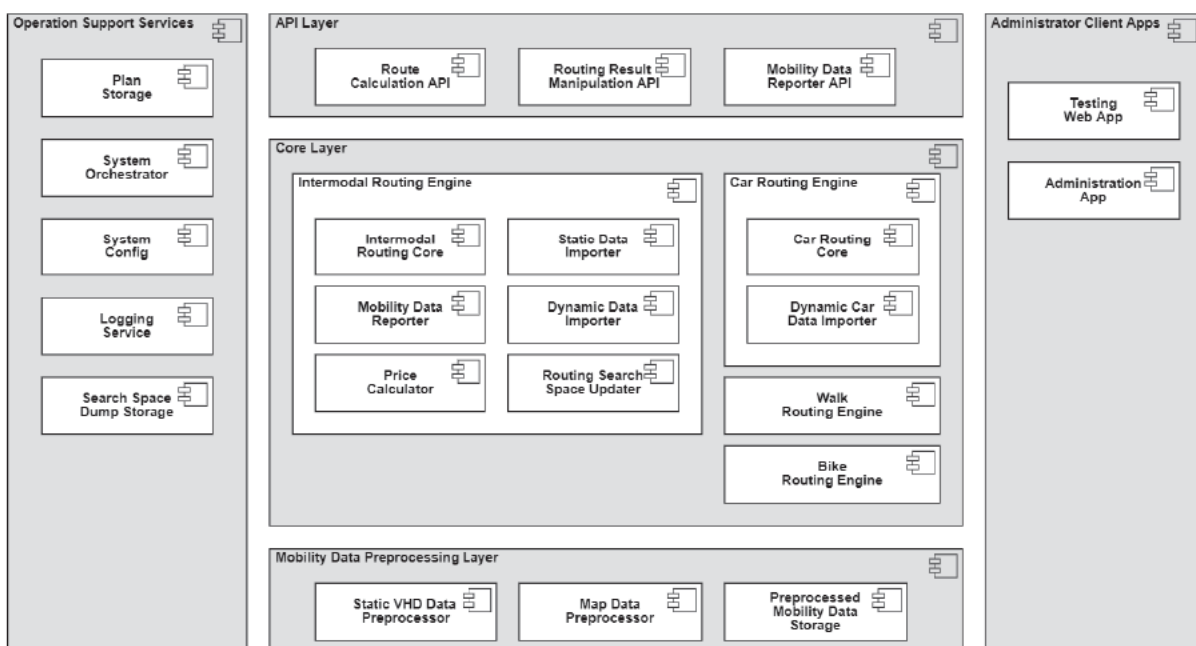 Operation Support Services
Plan
Storage
System
Orchestrator
System
Config
Logging
Service
Search Space
Dump Storage
API Layer
Route
Calculation API
Routing Result
Manipulation API
Mobility Data
Reporter API
Core Layer
Intermodal Routing Engine
Intermodal
Routing Core
Static Data
Importer
Mobility Data
Reporter
Dynamic Data
Importer
Price
Calculator
Routing Search
Space Updater
Car Routing Engine
Car Routing
Core
Dynamic Car
Data Importer
Walk
Routing Engine
Bike
Routing Engine
Mobility Data Preprocessing Layer
Static VHD Data
Preprocessor
Map Data
Preprocessor
Preprocessed
Mobility Data
Storage
Administrator Client Apps
Testing
Web App
Administration
App